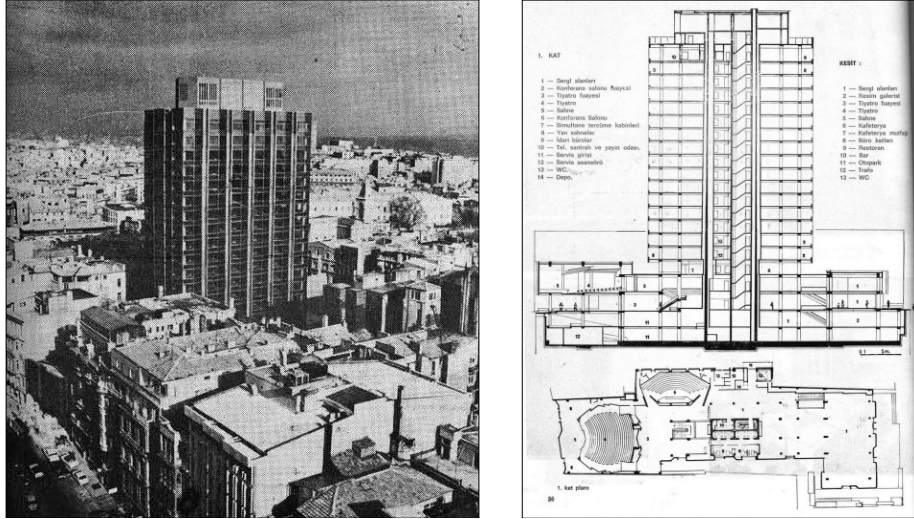 1. KAT
1 — Sergi alanları
2 — Konferans salonu fuayesi
3 — Tiyatro fuayesi
4 — Tiyatro
5 — Sahne
6 — Konferans Salonu
7 — Simultane tercüme kabinleri
8 — Yan sahneler
9 — İdari bürolar
10 — Tel. santralı ve yayın odası.
11 — Servis girişi
12 — Servis asansörü
13 — WC.
14 — Depo.
KESİT :
1 — Sergi alanları
2 — Resim galerisi
3 — Tiyatro fuayesi
4 — Tiyatro
5 — Sahne
6 — Kafeterya
7 — Kafeterya mutfağı
8 — Büro katları
9 — Restoran
10 — Bar
11 — Otopark
12 — Trafo
13 — WC
1. kat planı